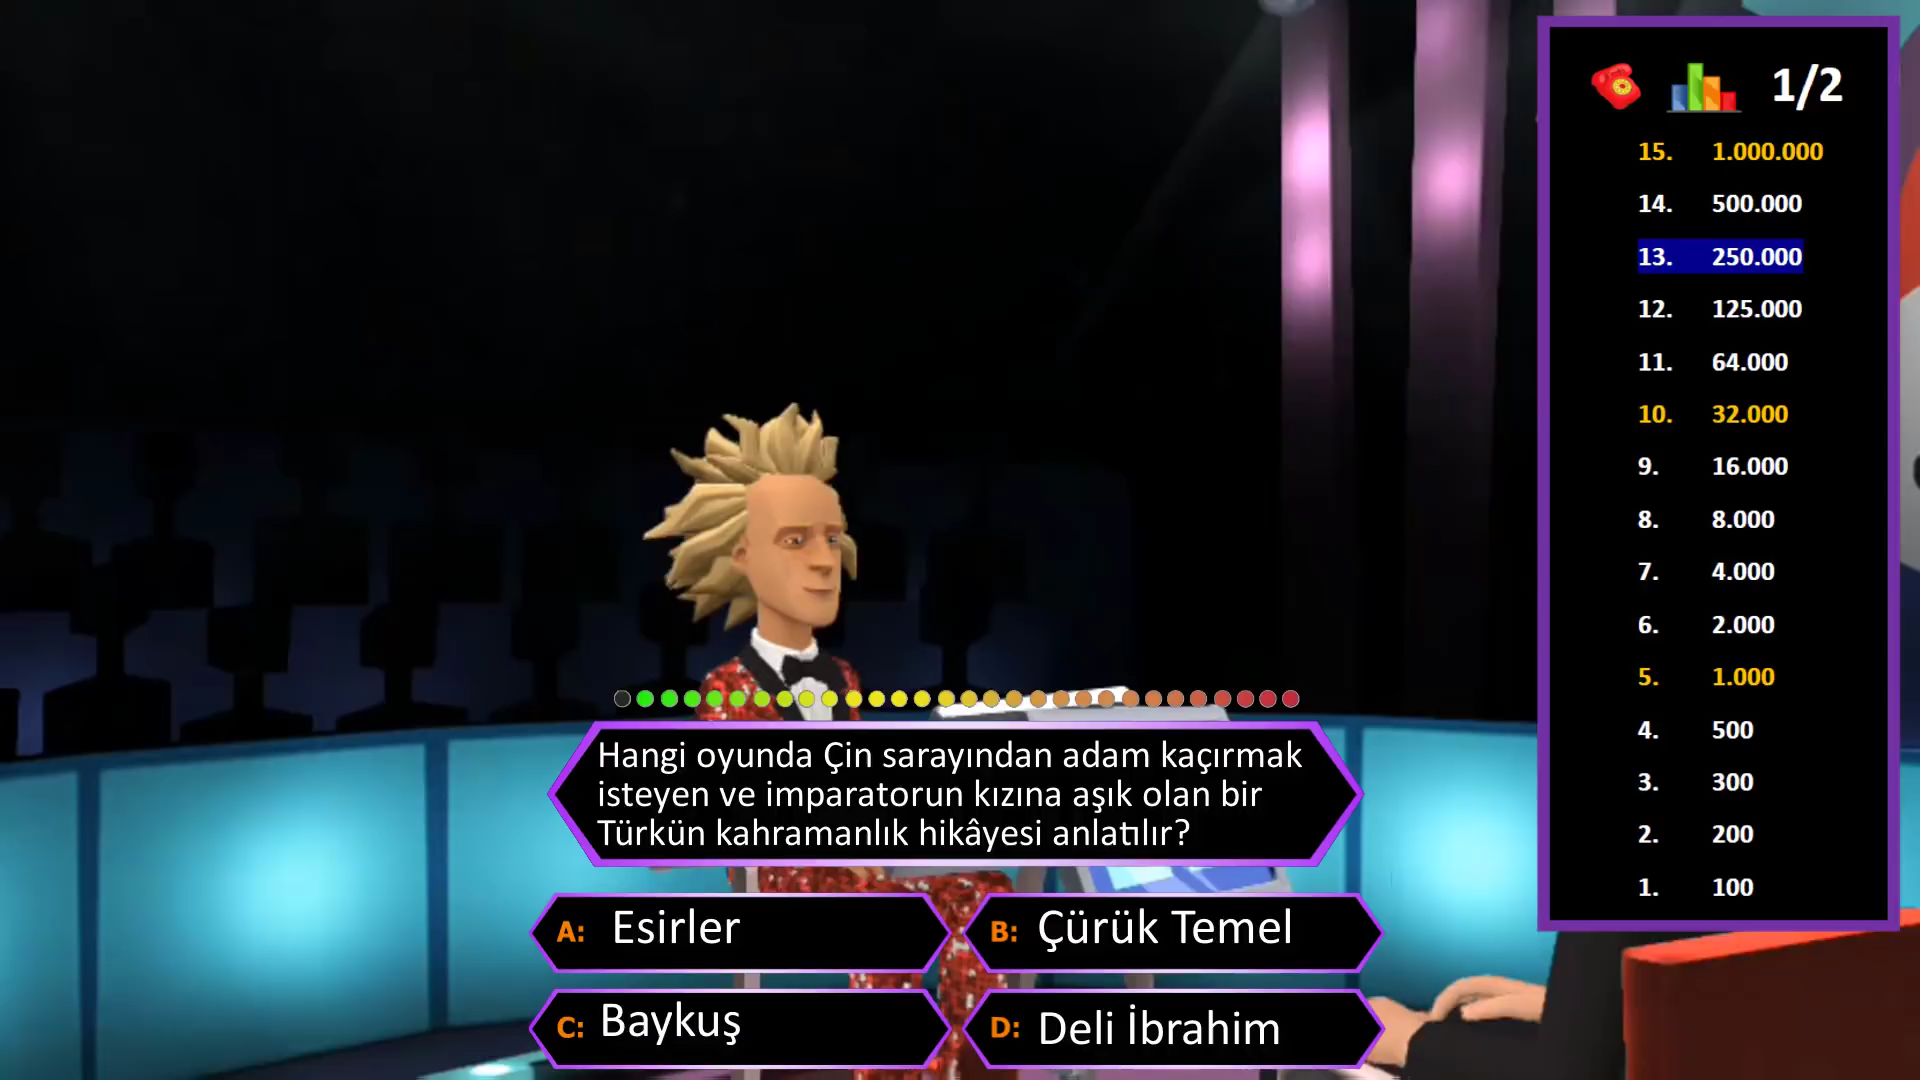 1/2
15. 1.000.000
14. 500.000
13. 250.000
12. 125.000
11. 64.000
10. 32.000
9. 16.000
8. 8.000
7. 4.000
6. 2.000
5. 1.000
4. 500
3. 300
2. 200
1. 100
Hangi oyunda Çin sarayından adam kaçırmak
isteyen ve imparatorun kızına aşık olan bir
Türkün kahramanlık hikâyesi anlatılır?
A: Esirler
B: Çürük Temel
C: Baykuş
D: Deli İbrahim